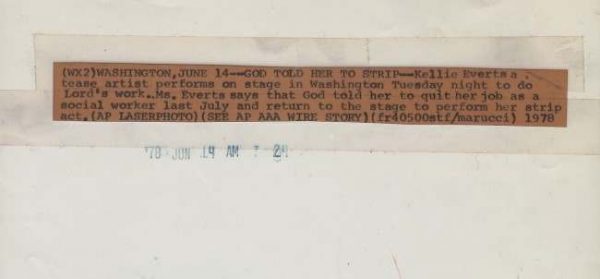 (WX2)WASHINGTON,JUNE 14--GOD TOLD HER TO STRIP--Kellie Everts a
tease artist performs on stage in Washington Tuesday night to do
Lord's work..Ms. Everts says that God told her to quit her job as a
social worker last July and return to the stage to perform her strip
act.(AP LASERPHOTO)(SEE AP AAA WIRE STORY)(fr40500stf/marucci) 1978
JUN 14 AM